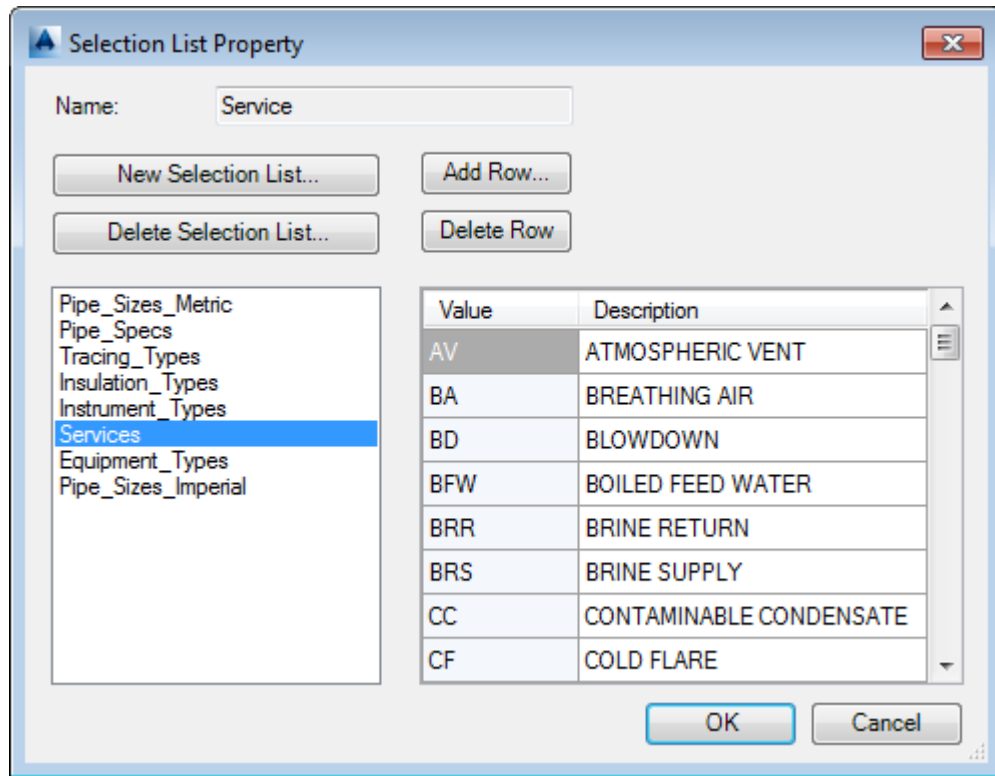 Selection List Property
Name: Service
New Selection List... Add Row...
Delete Selection List... Delete Row
Pipe_Sizes_Metric
Pipe_Specs
Tracing_Types
Insulation_Types
Instrument_Types
Services
Equipment_Types
Pipe_Sizes_Imperial
Value Description
AV ATMOSPHERIC VENT
BA BREATHING AIR
BD BLOWDOWN
BFW BOILED FEED WATER
BRR BRINE RETURN
BRS BRINE SUPPLY
CC CONTAMINABLE CONDENSATE
CF COLD FLARE
OK Cancel